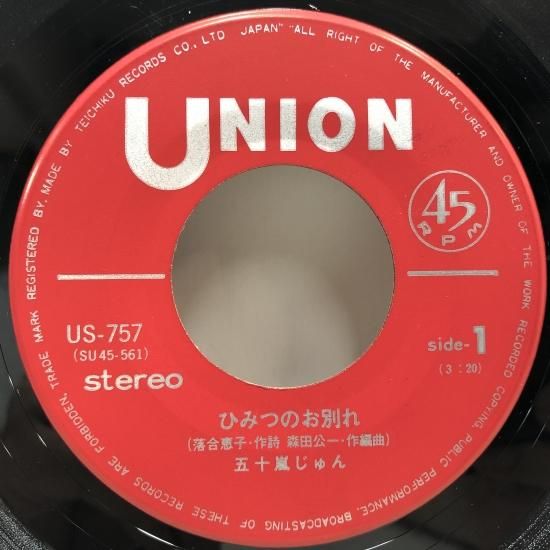 TRADE MARK REGISTERED BY. MADE BY TEICHIKU RECORDS CO., LTD JAPAN" "ALL RIGHT OF THE MANUFACTURER AND OWNER OF THE WORK RECORDED COPYING, PUBLIC PERFORMANCE, BROADCASTING OF THESE RECORDS ARE FORBIDDEN,
UNION
45
RPM
US-757
(SU45-561)
stereo
side-1
(3:20)
ひみつのお別れ
(落合恵子・作詩 森田公一・作編曲)
五十嵐じゅん